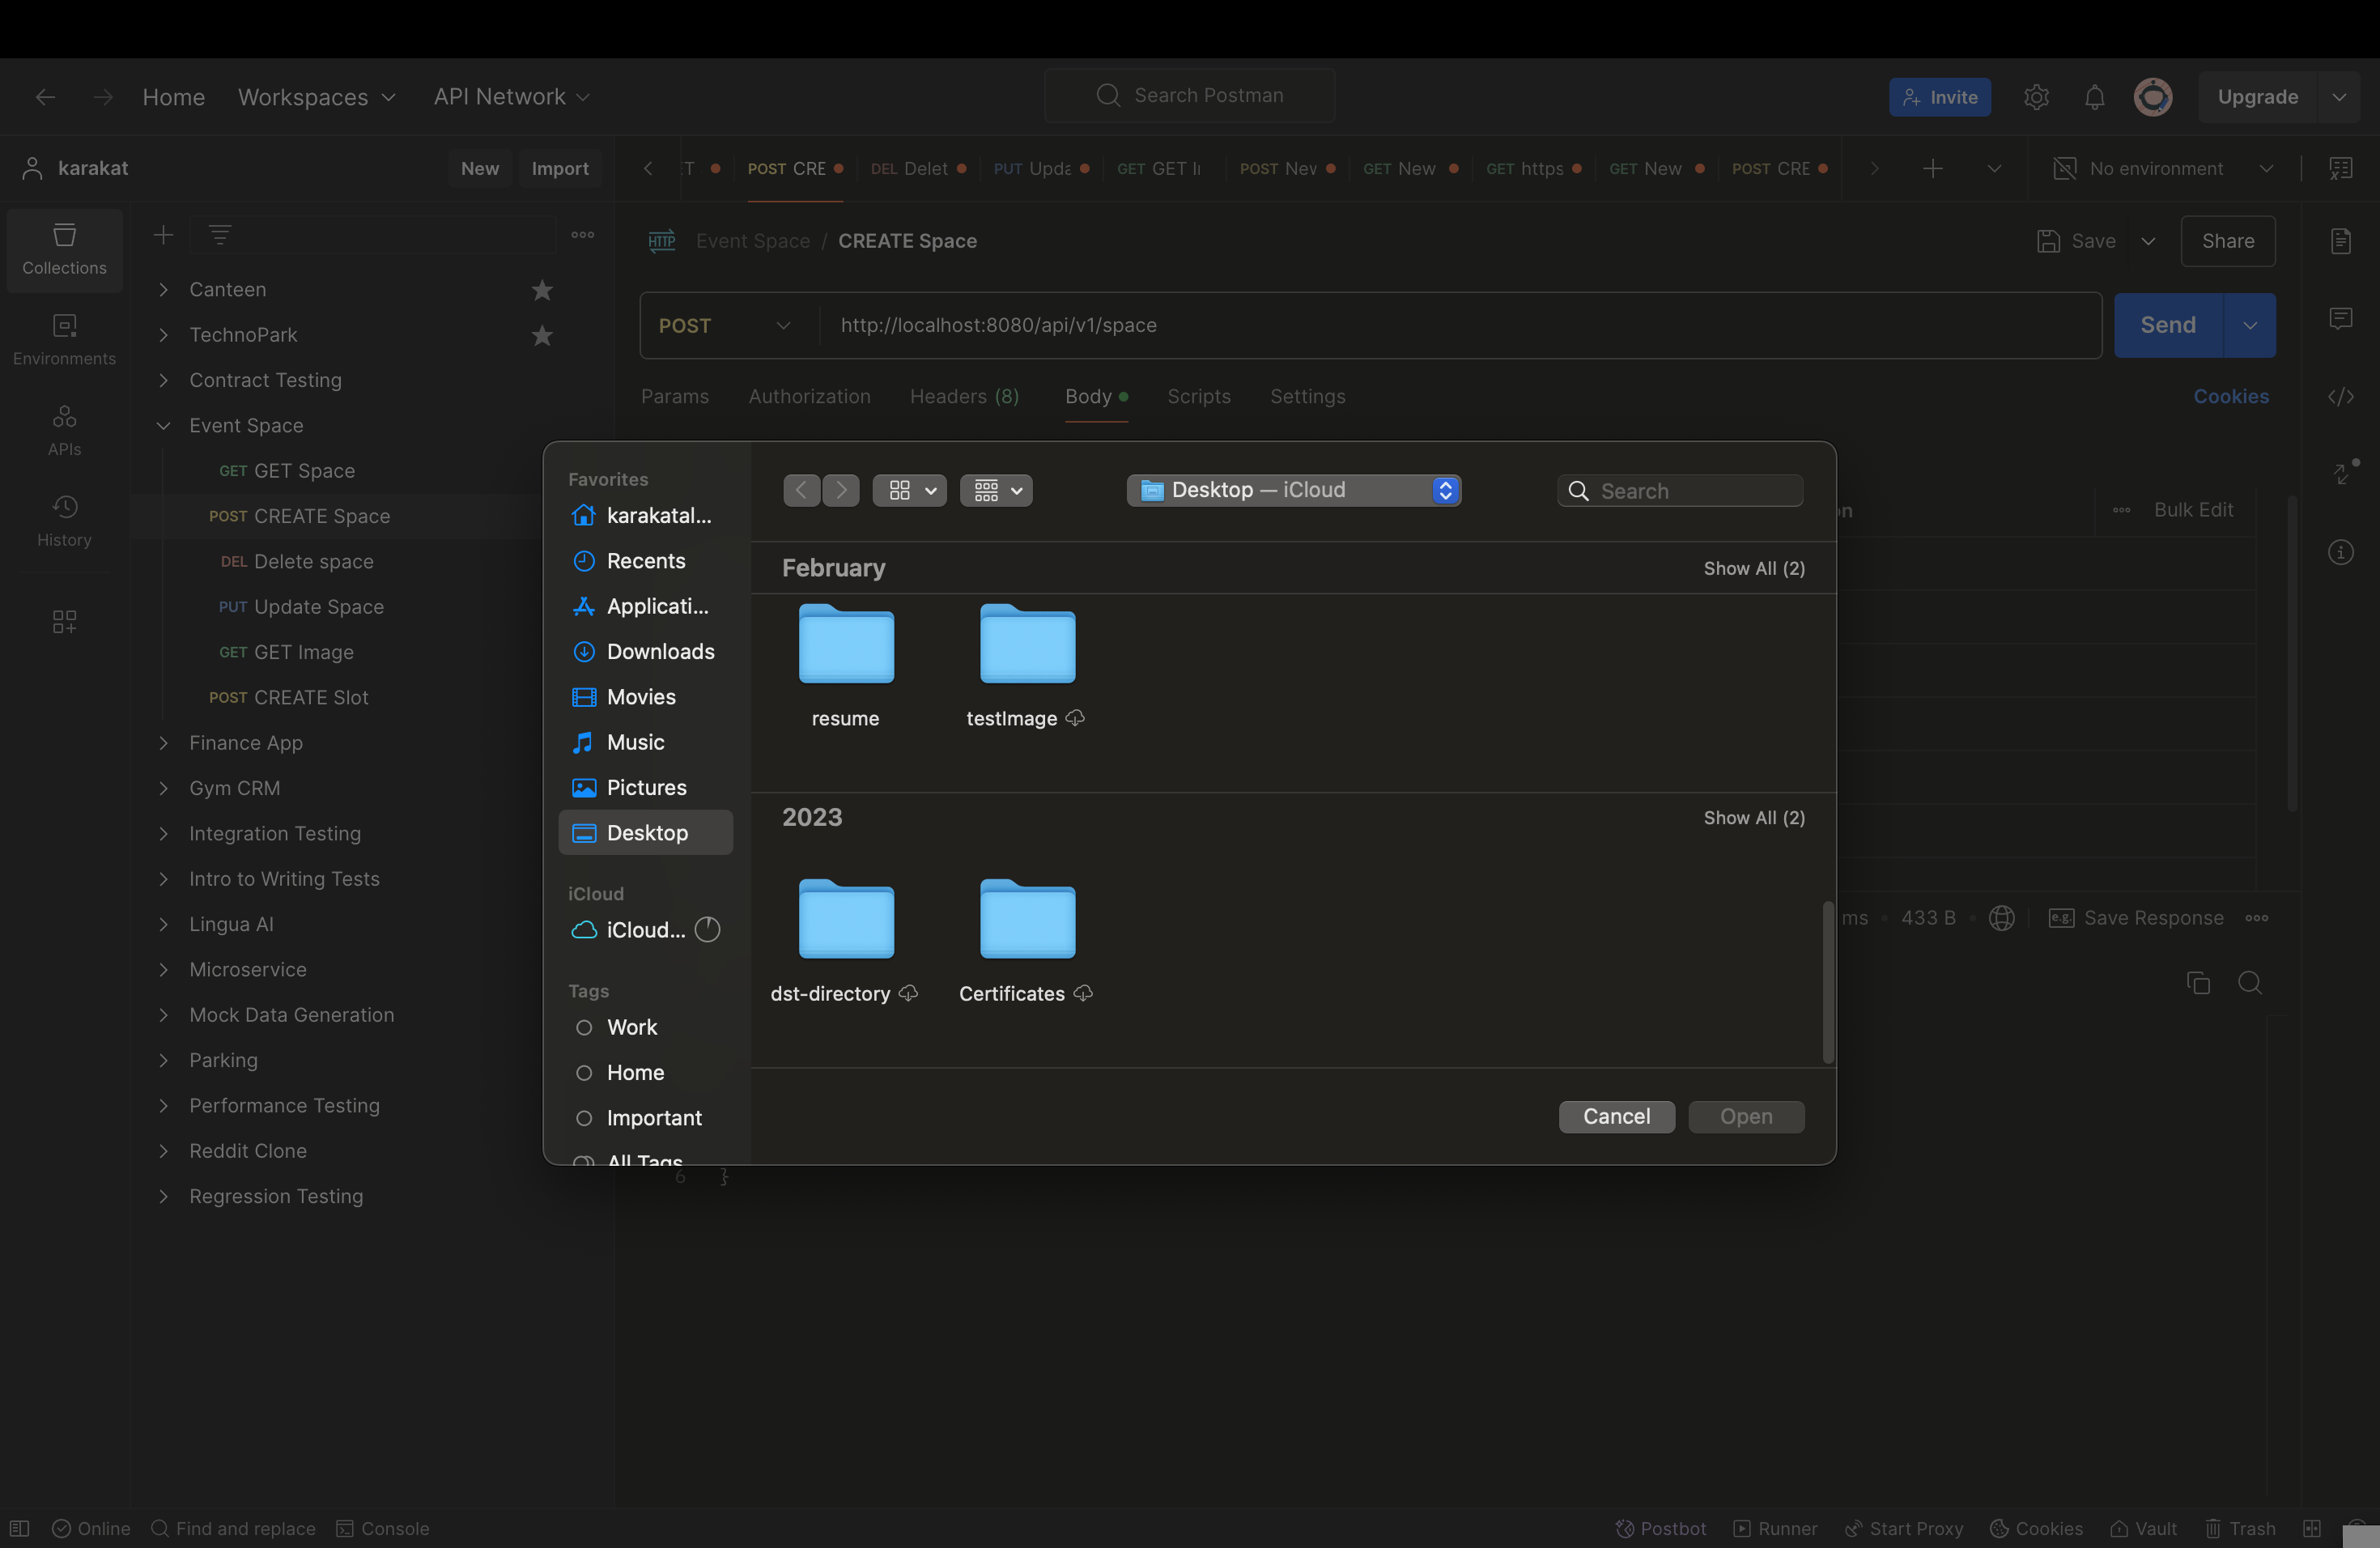 Home
Workspaces
API Network
Search Postman
Invite
Upgrade
karakat
New
Import
POST CRE
DEL Delet
PUT Upda
GET GET I
POST Nev
GET New
GET https
GET New
POST CRE
No environment
Collections
Environments
APIs
History
Canteen
TechnoPark
Contract Testing
Event Space
GET GET Space
POST CREATE Space
DEL Delete space
PUT Update Space
GET GET Image
POST CREATE Slot
Finance App
Gym CRM
Integration Testing
Intro to Writing Tests
Lingua AI
Microservice
Mock Data Generation
Parking
Performance Testing
Reddit Clone
Regression Testing
HTTP Event Space / CREATE Space
Save
Share
POST
http://localhost:8080/api/v1/space
Send
Params
Authorization
Headers (8)
Body
Scripts
Settings
Cookies
Bulk Edit
Favorites
karakatal...
Recents
Applicati...
Downloads
Movies
Music
Pictures
Desktop
iCloud
iCloud...
Tags
Work
Home
Important
All Tags...
Desktop — iCloud
Search
February
Show All (2)
resume
testImage
2023
Show All (2)
dst-directory
Certificates
Cancel
Open
ms
433 B
e.g. Save Response
6 }
Online
Find and replace
Console
Postbot
Runner
Start Proxy
Cookies
Vault
Trash